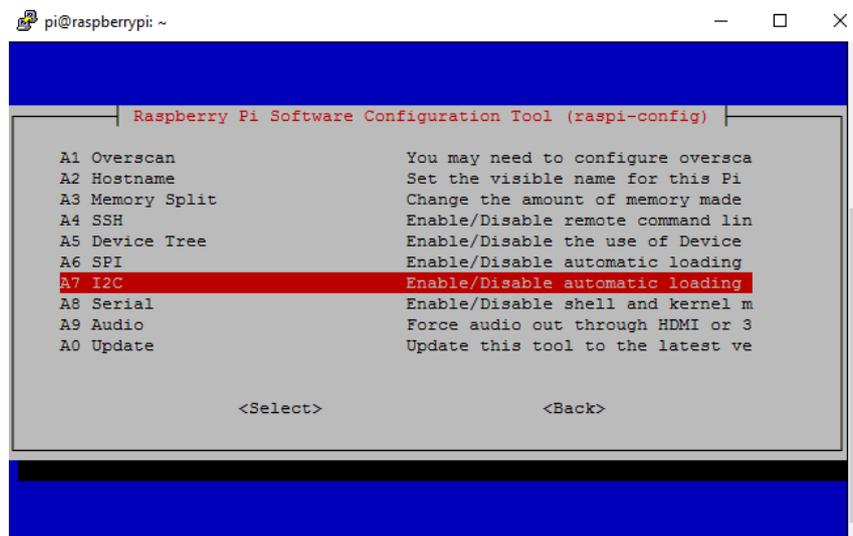 pi@raspberrypi: ~
Raspberry Pi Software Configuration Tool (raspi-config)
A1 Overscan You may need to configure oversca
A2 Hostname Set the visible name for this Pi
A3 Memory Split Change the amount of memory made
A4 SSH Enable/Disable remote command lin
A5 Device Tree Enable/Disable the use of Device
A6 SPI Enable/Disable automatic loading
A7 I2C Enable/Disable automatic loading
A8 Serial Enable/Disable shell and kernel m
A9 Audio Force audio out through HDMI or 3
A0 Update Update this tool to the latest ve
<Select> <Back>